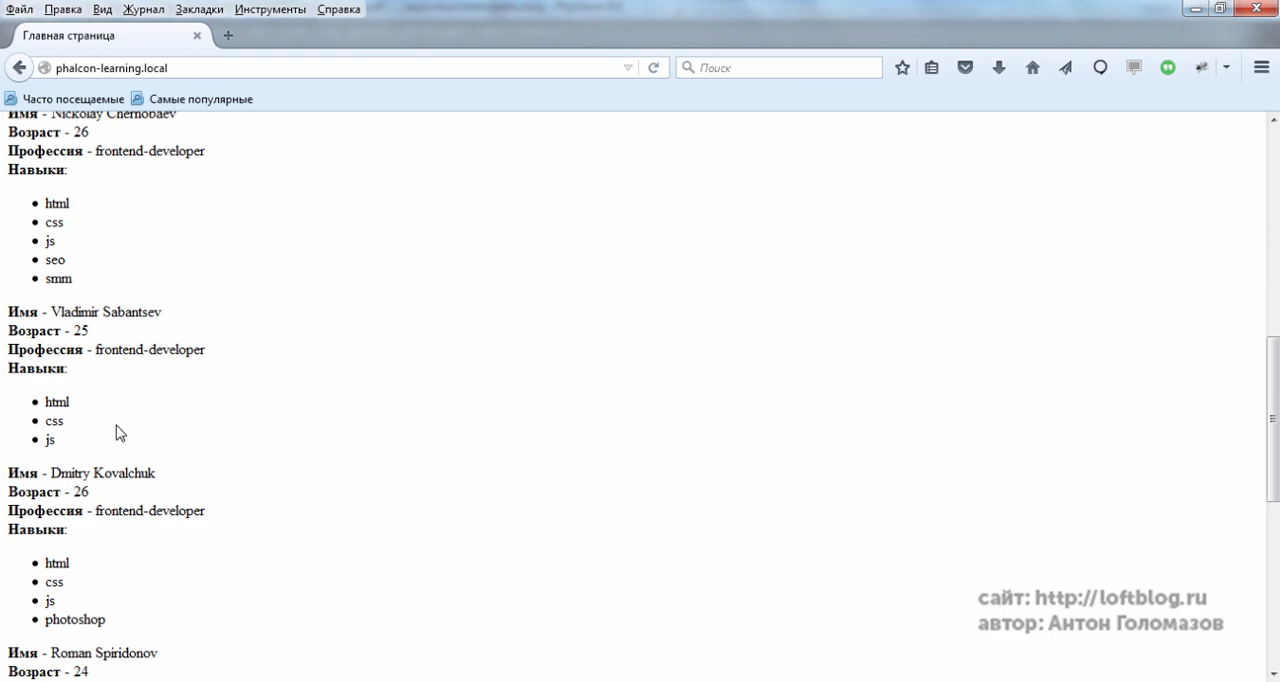 Файл Правка Вид Журнал Закладки Инструменты Справка
Главная страница
phalcon-learning.local
Поиск
Часто посещаемые Самые популярные
Имя - Nickolay Chernobaev
Возраст - 26
Профессия - frontend-developer
Навыки:
html
css
js
seo
smm
Имя - Vladimir Sabantsev
Возраст - 25
Профессия - frontend-developer
Навыки:
html
css
js
Имя - Dmitry Kovalchuk
Возраст - 26
Профессия - frontend-developer
Навыки:
html
css
js
photoshop
Имя - Roman Spiridonov
Возраст - 24
сайт: http://loftblog.ru
автор: Антон Голомазов